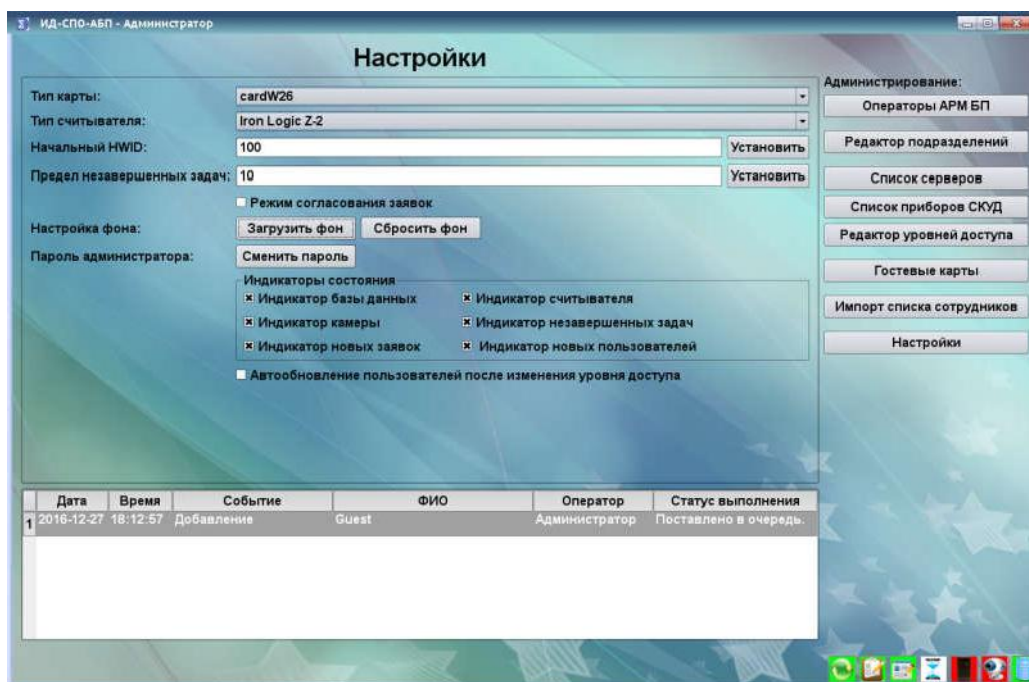 ИД-СПО-АБП - Администратор
Настройки
Тип карты: cardW26
Тип считывателя: Iron Logic Z-2
Начальный HWID: 100 Установить
Предел незавершенных задач: 10 Установить
Режим согласования заявок
Настройка фона: Загрузить фон Сбросить фон
Пароль администратора: Сменить пароль
Индикаторы состояния
Индикатор базы данных Индикатор считывателя
Индикатор камеры Индикатор незавершенных задач
Индикатор новых заявок Индикатор новых пользователей
Автообновление пользователей после изменения уровня доступа
Администрирование:
Операторы АРМ БП
Редактор подразделений
Список серверов
Список приборов СКУД
Редактор уровней доступа
Гостевые карты
Импорт списка сотрудников
Настройки
Дата Время Событие ФИО Оператор Статус выполнения
1 2016-12-27 18:12:57 Добавление Guest Администратор Поставлено в очередь.